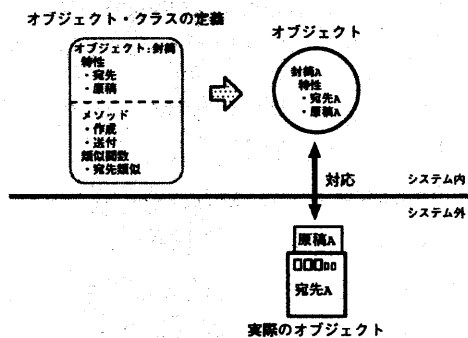 オブジェクト・クラスの定義
オブジェクト:封筒
特性
・宛先
・原稿
メソッド
・作成
・送付
類似関数
・宛先類似
オブジェクト
封筒A
特性
・宛先A
・原稿A
対応
システム内
システム外
原稿A
宛先A
実際のオブジェクト